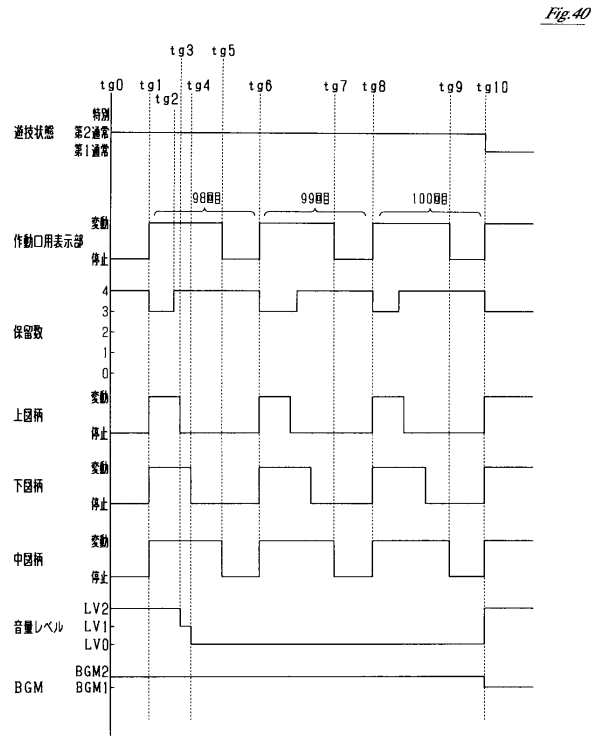 Fig.40
tg3 tg5
tg0 tg1 tg2 tg4 tg6 tg7 tg8 tg9 tg10
遊技状態
特別
第2通常
第1通常
98回目 99回目 100回目
作動口用表示部
変動
停止
保留数
4
3
2
1
0
上図柄
変動
停止
下図柄
変動
停止
中図柄
変動
停止
音量レベル
LV2
LV1
LV0
BGM
BGM2
BGM1